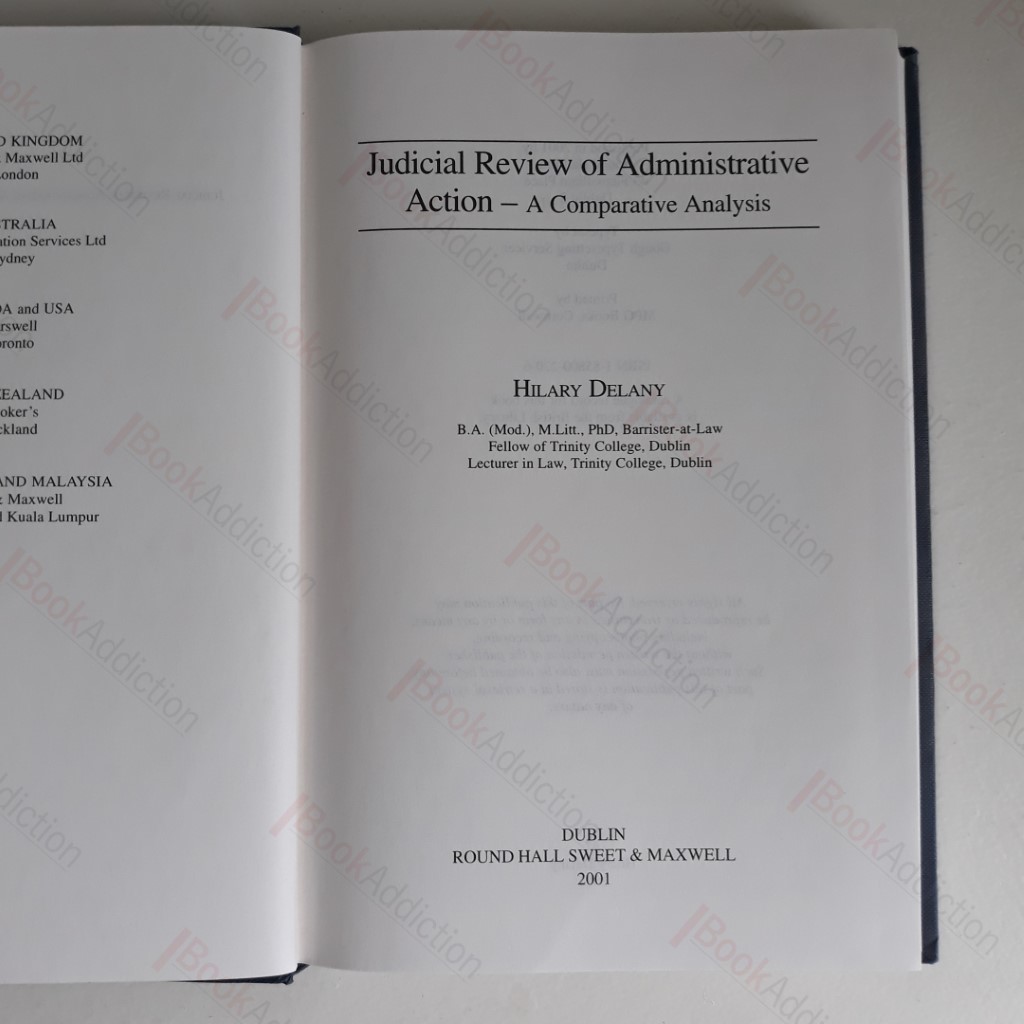 D KINGDOM
Maxwell Ltd
ondon
TRALIA
ation Services Ltd
ydney
DA and USA
rswell
oronto
EALAND
oker's
ckland
AND MALAYSIA
& Maxwell
l Kuala Lumpur
Judicial Review of Administrative
Action – A Comparative Analysis
HILARY DELANY
B.A. (Mod.), M.Litt., PhD, Barrister-at-Law
Fellow of Trinity College, Dublin
Lecturer in Law, Trinity College, Dublin
DUBLIN
ROUND HALL SWEET & MAXWELL
2001
BookAddiction